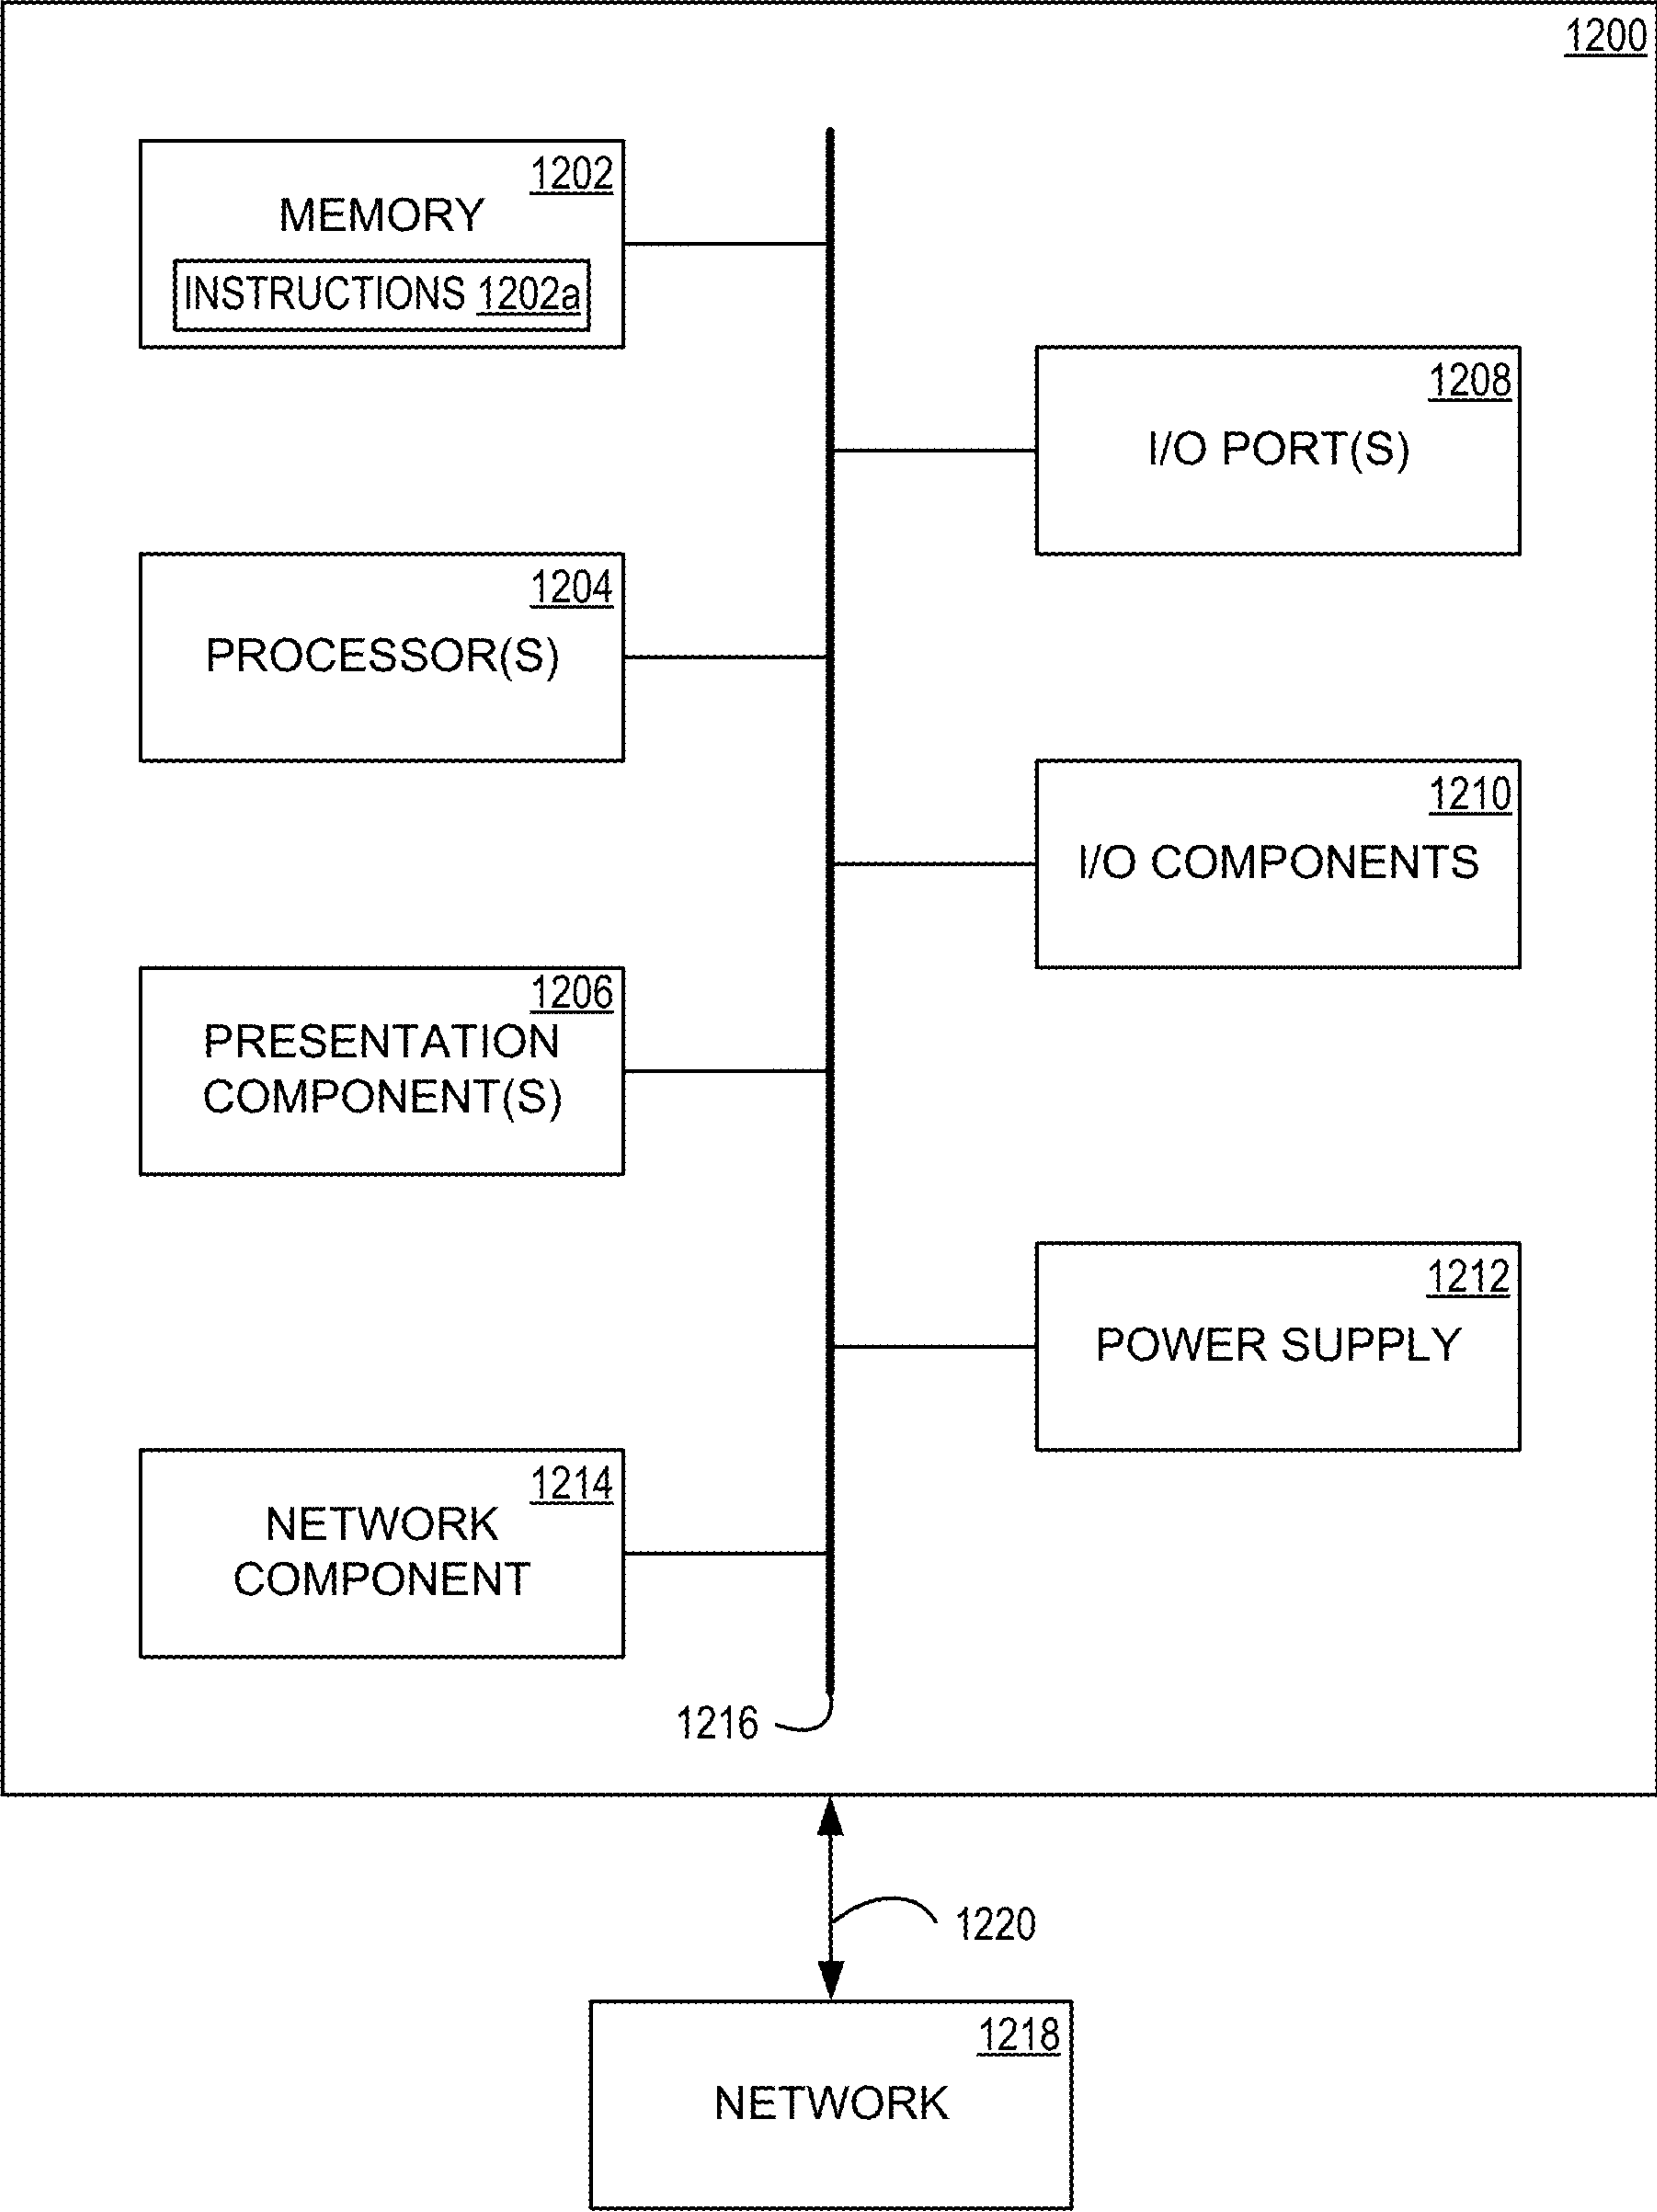 1200
1202
MEMORY
INSTRUCTIONS 1202a
1208
I/O PORT(S)
1204
PROCESSOR(S)
1210
I/O COMPONENTS
1206
PRESENTATION
COMPONENT(S)
1212
POWER SUPPLY
1214
NETWORK
COMPONENT
1216
1220
1218
NETWORK